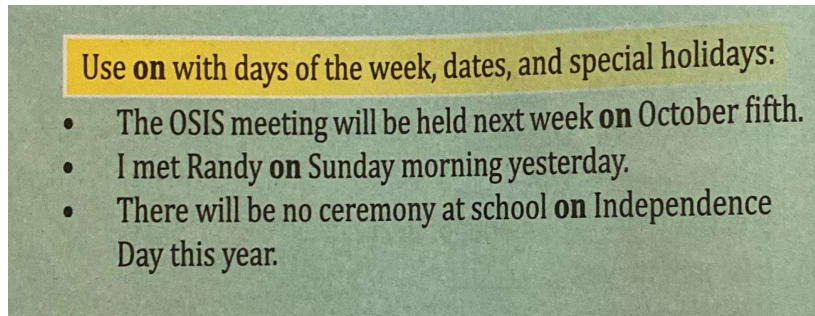 Use on with days of the week, dates, and special holidays:
• The OSIS meeting will be held next week on October fifth.
• I met Randy on Sunday morning yesterday.
• There will be no ceremony at school on Independence
Day this year.